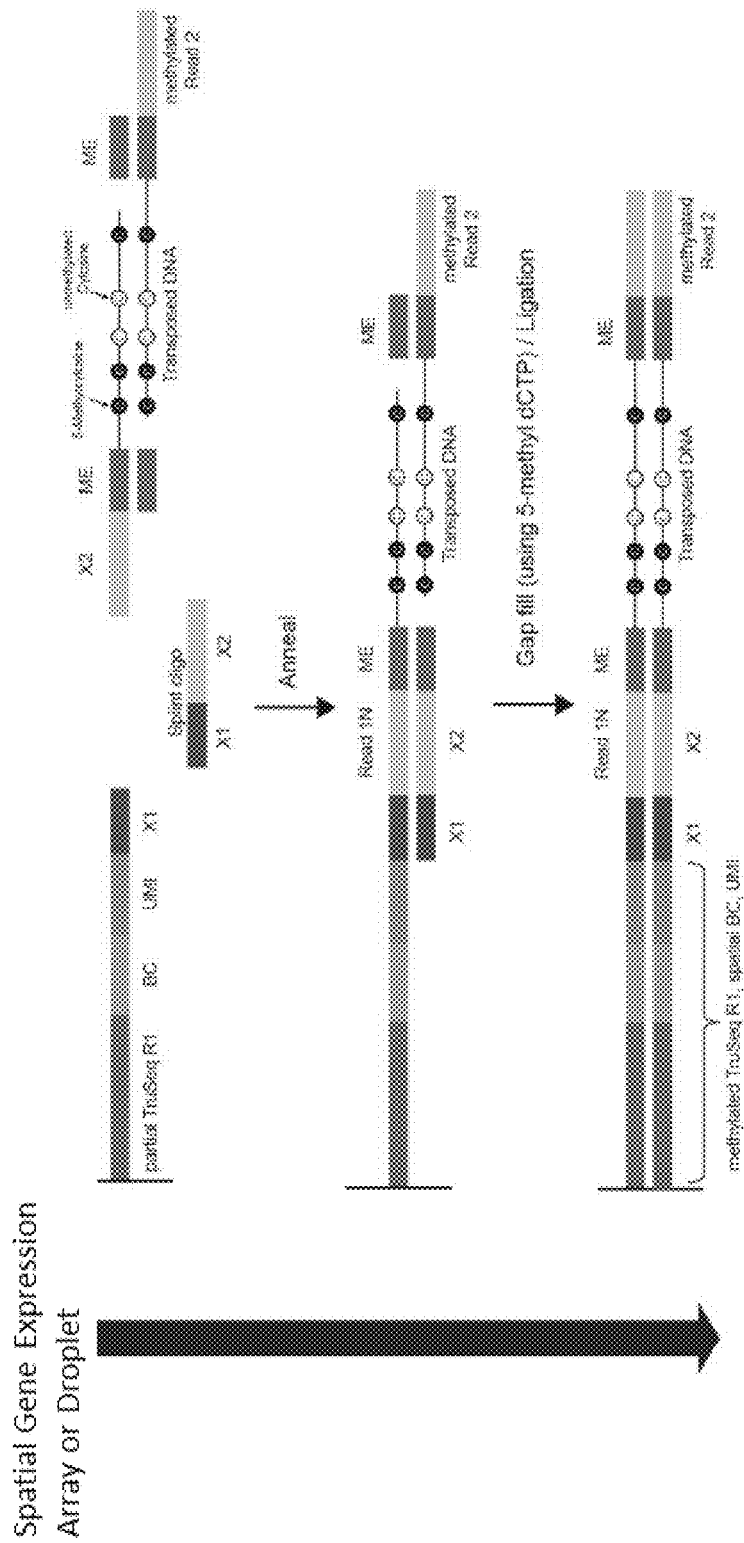 Spatial Gene Expression
Array or Droplet
partial TruSeq R1
BC
UMI
X1
Splint oligo
X1
X2
X2
ME
5-Methylcytosine
unmethylated
Cytosine
Transposed DNA
ME
methylated
Read 2
Anneal
Read 1N
ME
ME
X1
X2
Transposed DNA
methylated
Read 2
Gap fill (using 5-methyl dCTP) / Ligation
Read 1N
ME
ME
X1
X2
Transposed DNA
methylated
Read 2
methylated TruSeq R1, spatial BC, UMI